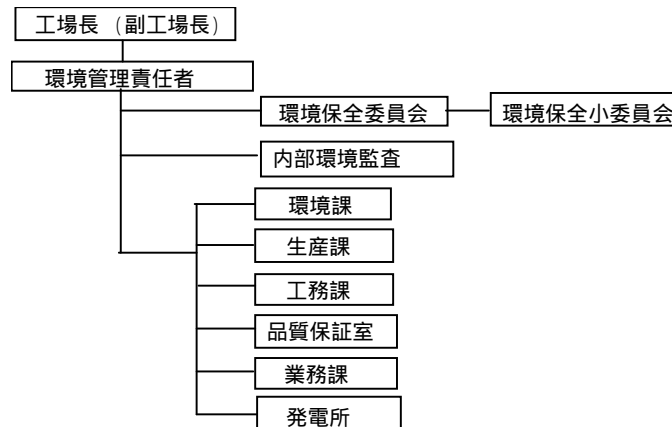 工場長 (副工場長)
環境管理責任者
環境保全委員会
環境保全小委員会
内部環境監査
環境課
生産課
工務課
品質保証室
業務課
発電所